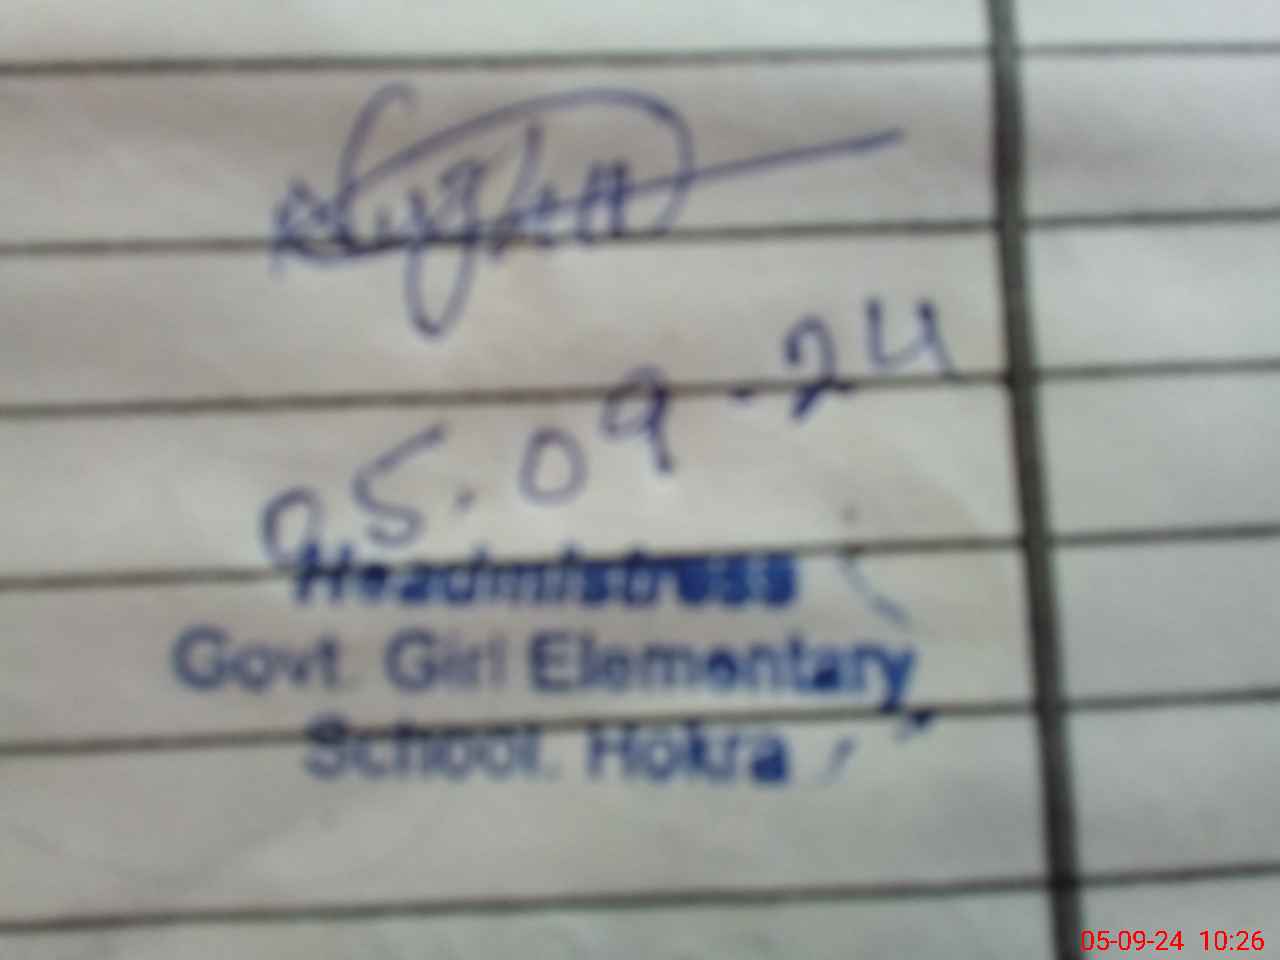 05.09-24
Headmistress
Govt. Girl Elementary
School. Hokra
05-09-24 10:26